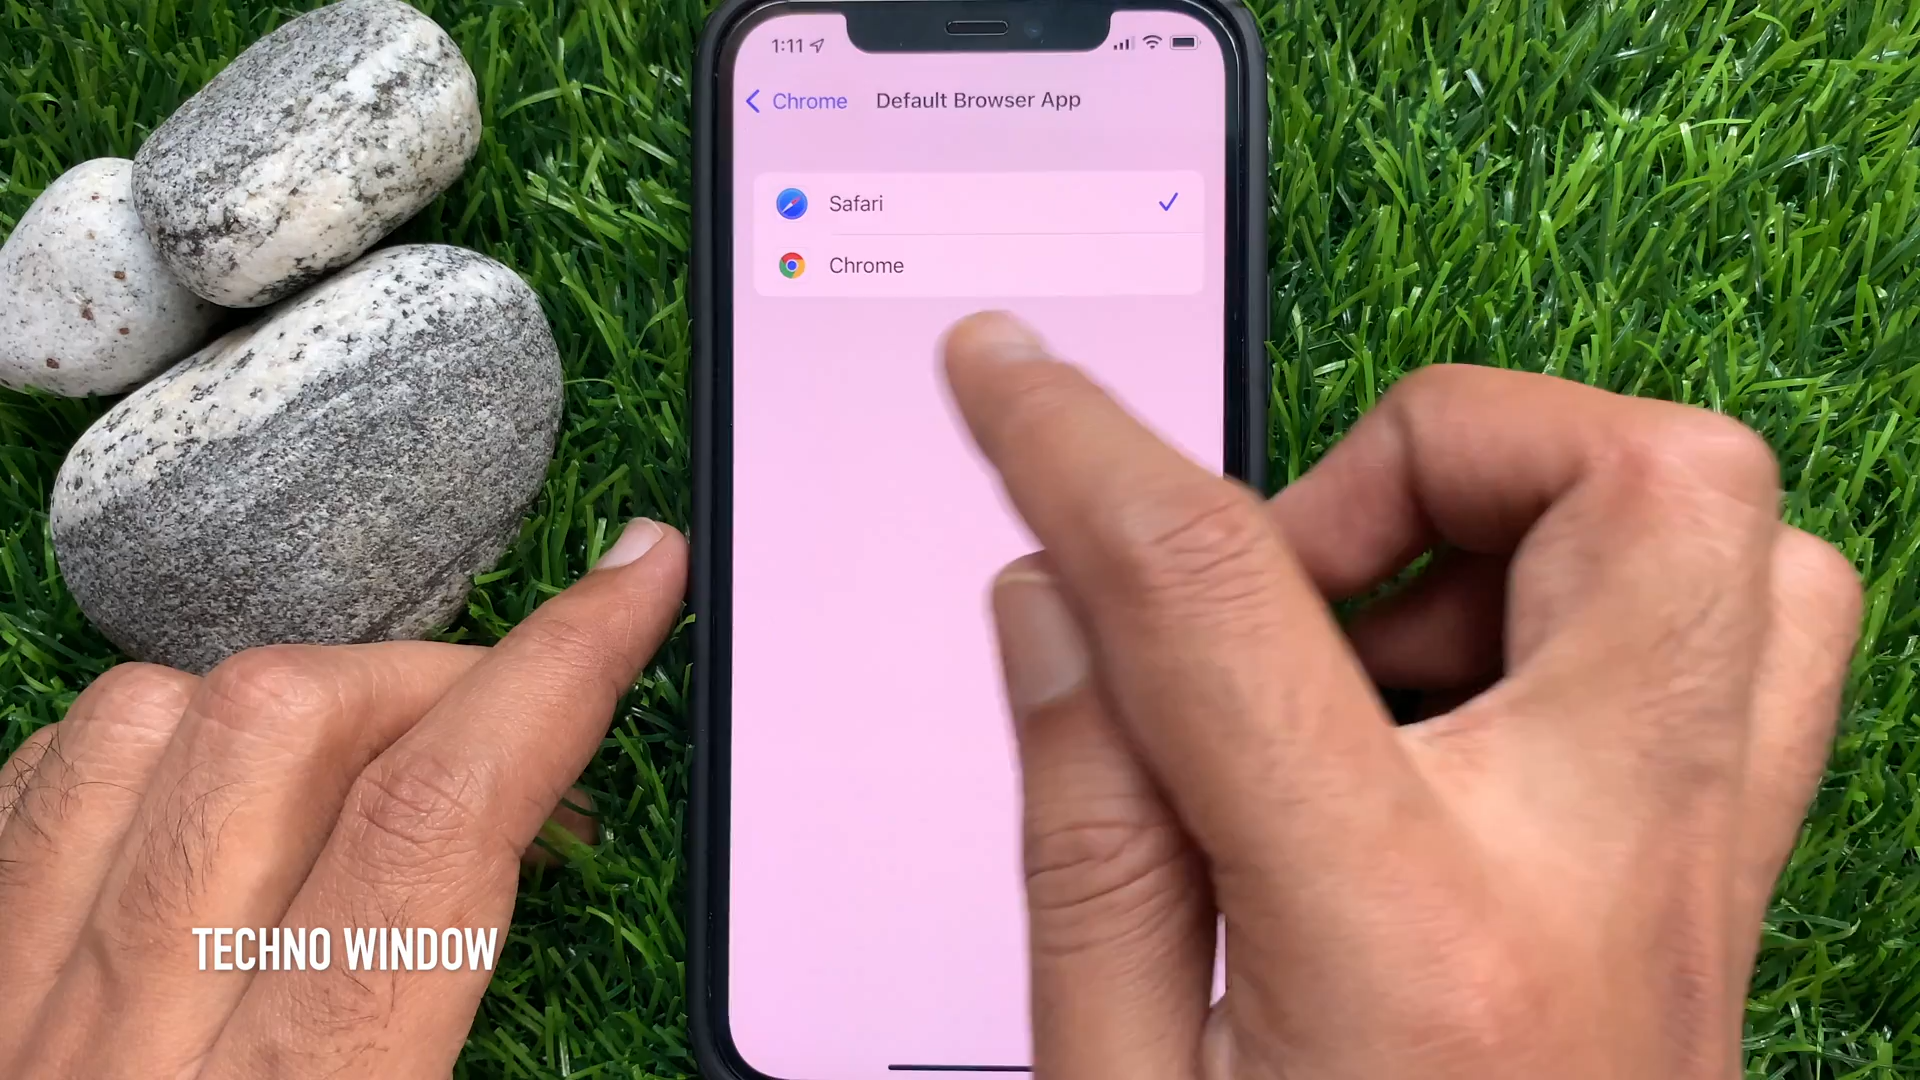 1:11
Chrome Default Browser App
Safari
Chrome
TECHNO WINDOW